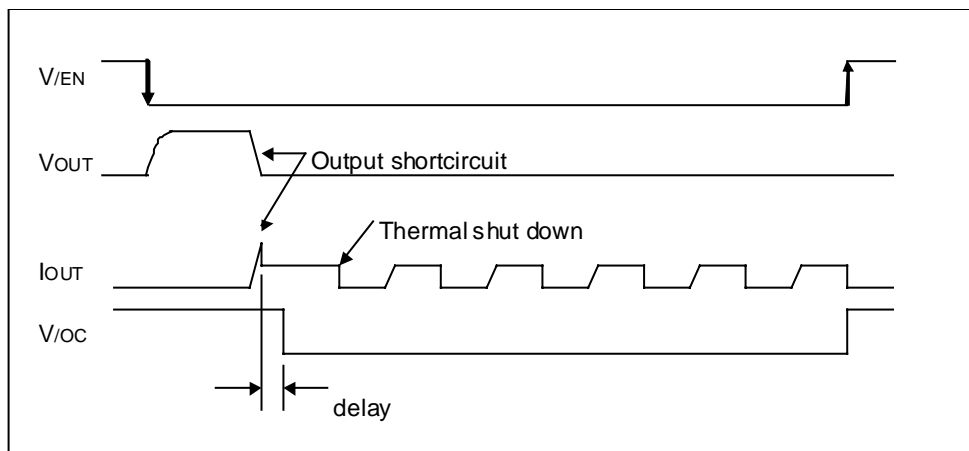 V/EN
VOUT
Output shortcircuit
Thermal shut down
IOUT
V/OC
delay